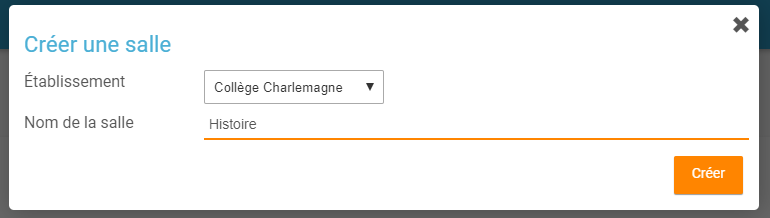 Créer une salle
Établissement
Collège Charlemagne
Nom de la salle
Histoire
Créer